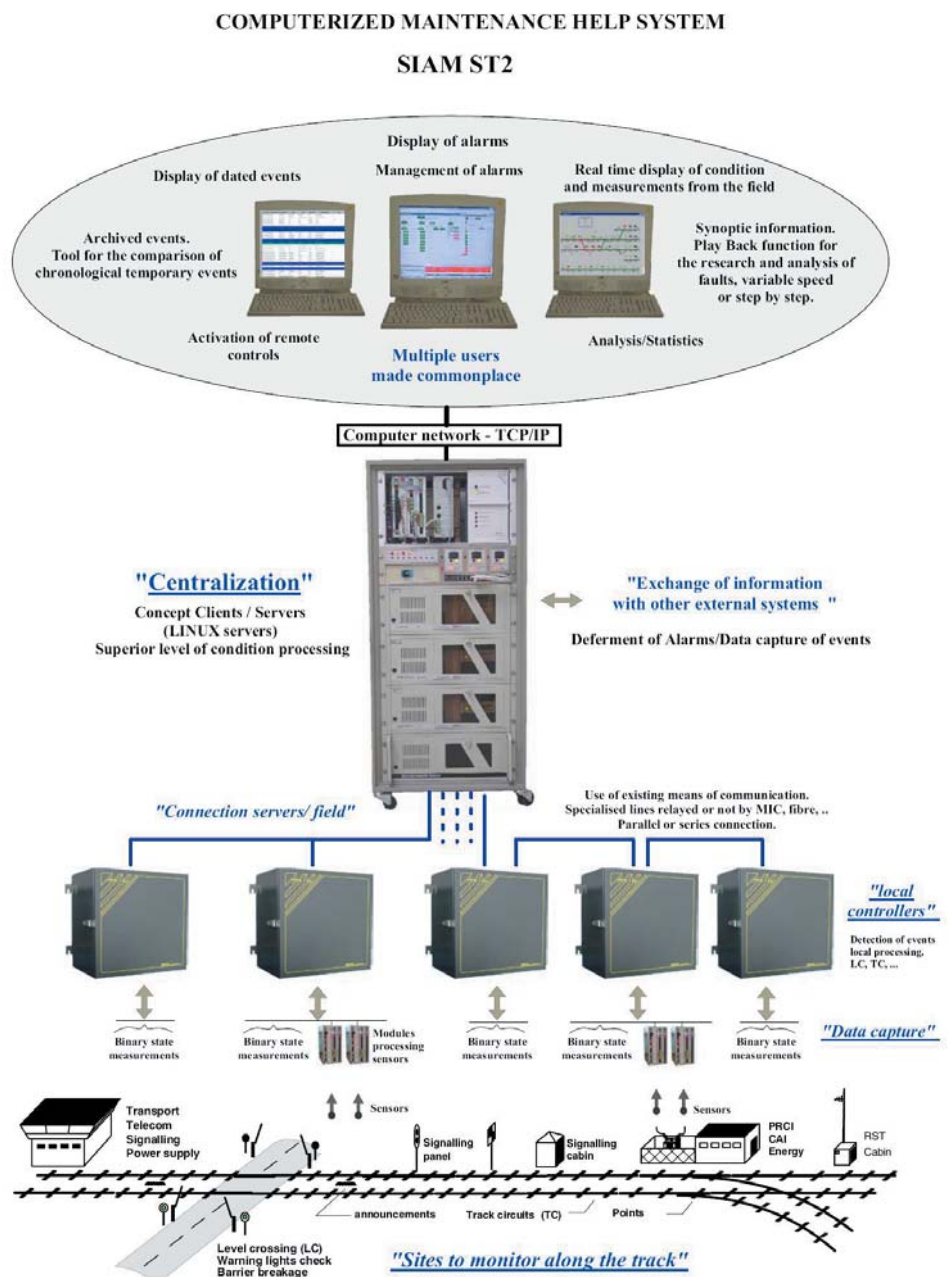 COMPUTERIZED MAINTENANCE HELP SYSTEM
SIAM ST2
Display of alarms
Display of dated events
Management of alarms
Real time display of condition
and measurements from the field
Archived events.
Tool for the comparison of
chronological temporary events
Synoptic information.
Play Back function for
the research and analysis of
faults, variable speed
or step by step.
Activation of remote
controls
Multiple users
made commonplace
Analysis/Statistics
Computer network - TCP/IP
"Centralization"
Concept Clients / Servers
(LINUX servers)
Superior level of condition processing
"Exchange of information
with other external systems "
Deferment of Alarms/Data capture of events
"Connection servers/ field"
Use of existing means of communication.
Specialised lines relayed or not by MIC, fibre, ..
Parallel or series connection.
"local
controllers"
Detection of events
local processing,
LC, TC, ...
Binary state
measurements
Binary state
measurements
Modules
processing
sensors
Binary state
measurements
Binary state
measurements
Binary state
measurements
"Data capture"
Sensors
Sensors
Transport
Telecom
Signalling
Power supply
Signalling
panel
Signalling
cabin
PRCI
CAI
Energy
RST
Cabin
announcements
Track circuits (TC)
Points
Level crossing (LC)
Warning lights check
Barrier breakage
"Sites to monitor along the track"